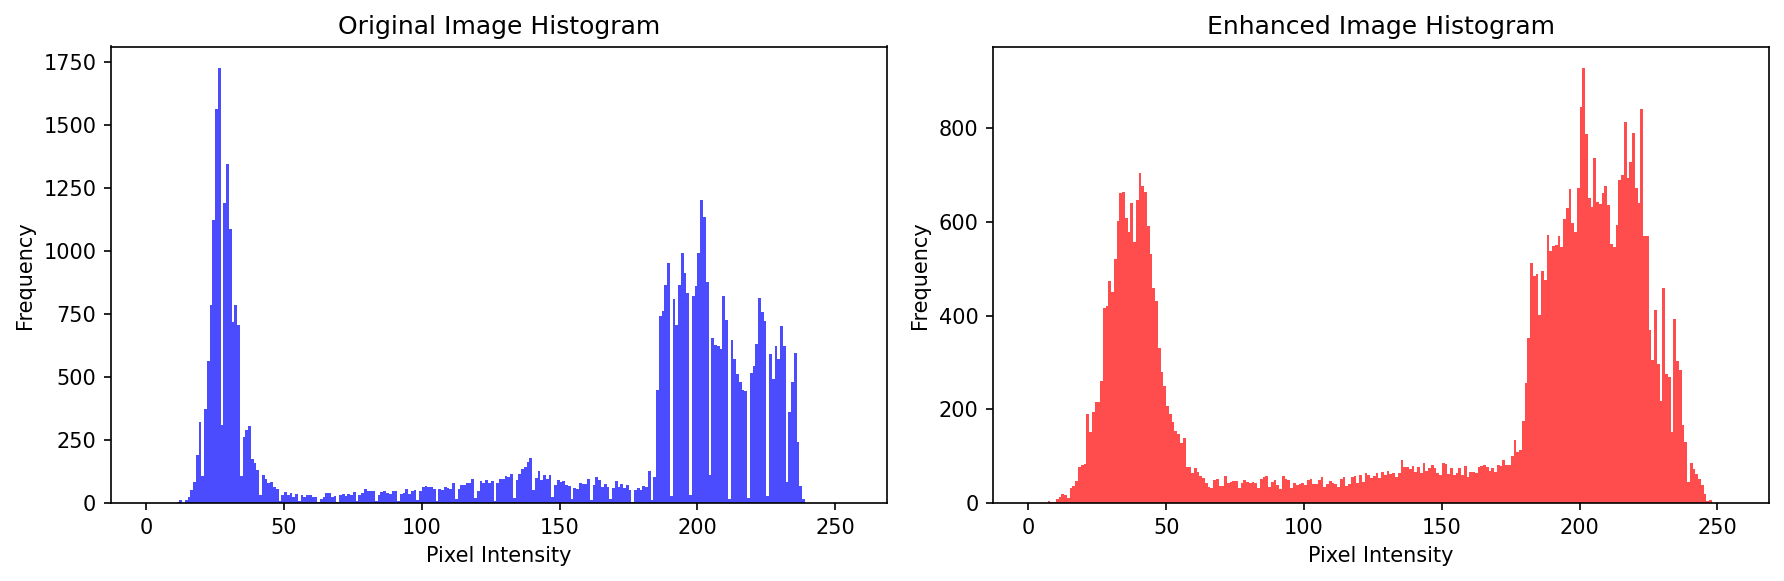 Original Image Histogram
Frequency
1750
1500
1250
1000
750
500
250
0
0 50 100 150 200 250
Pixel Intensity
Enhanced Image Histogram
Frequency
800
600
400
200
0
0 50 100 150 200 250
Pixel Intensity